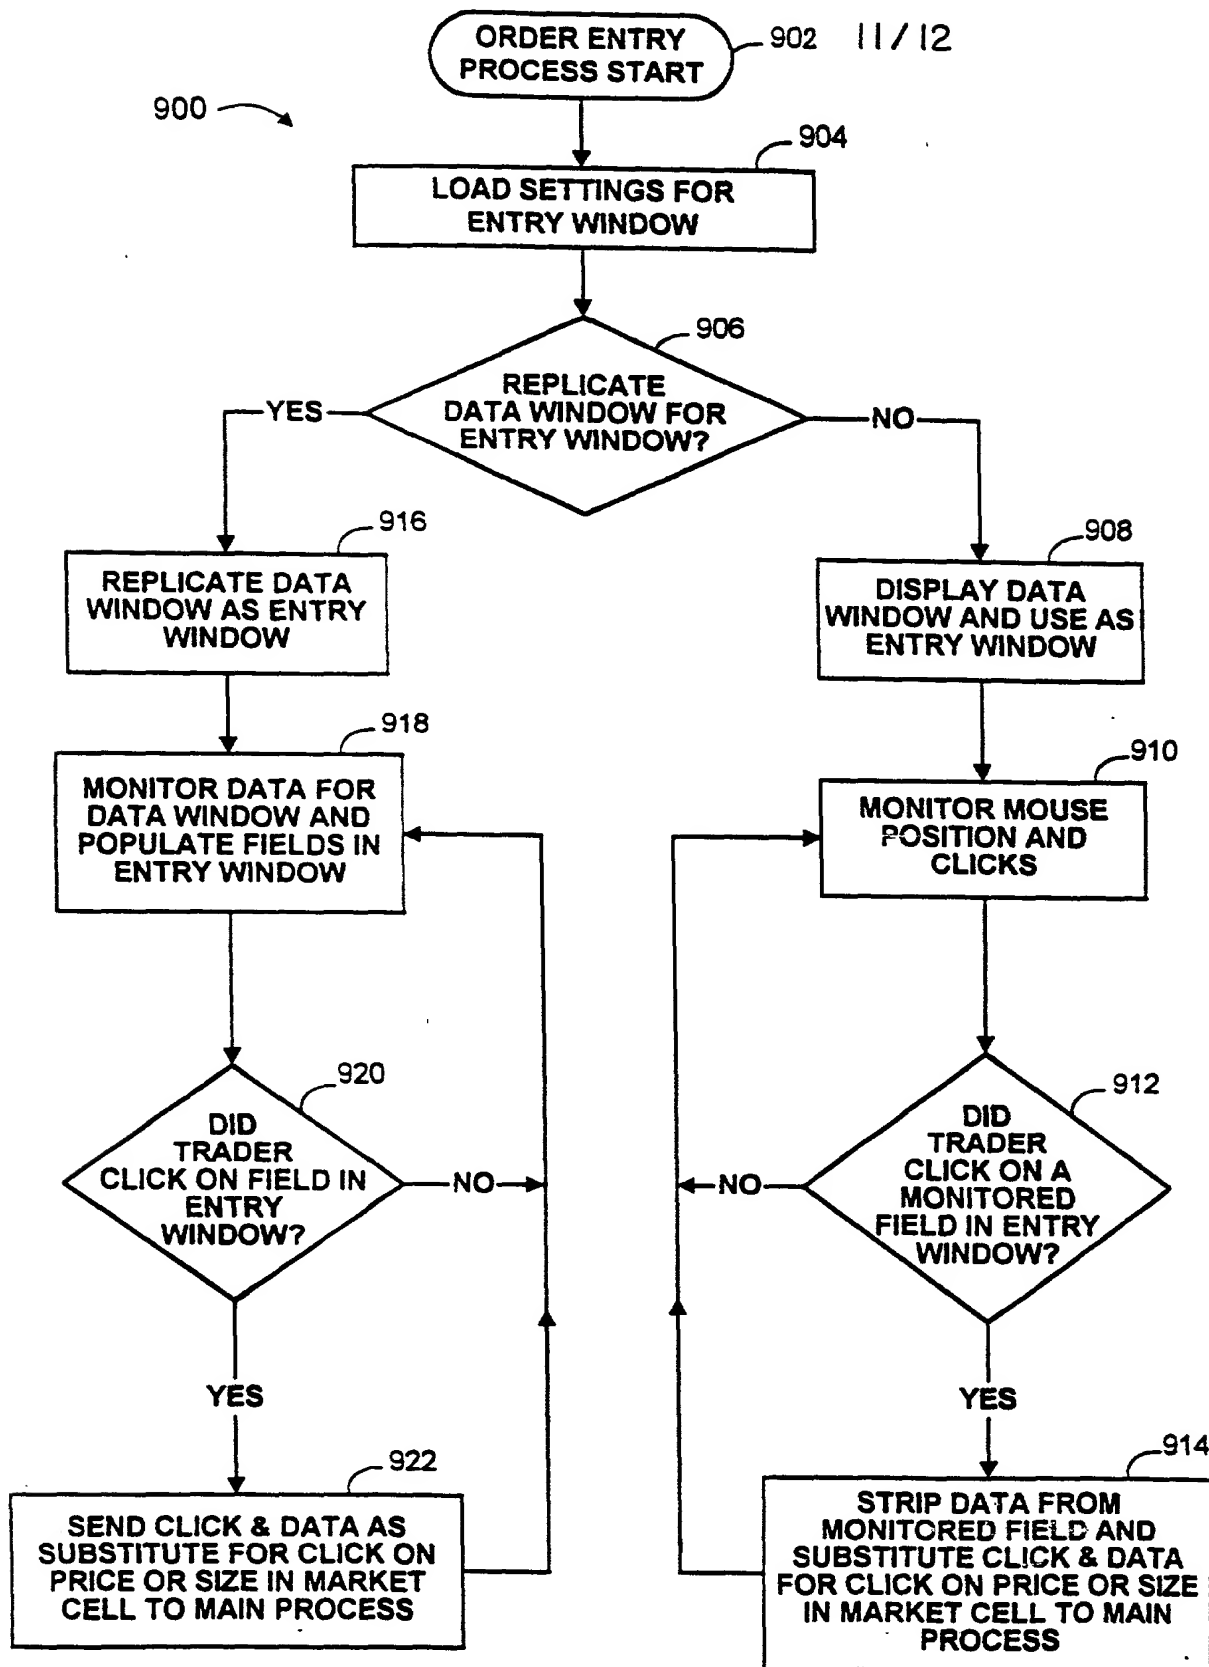 ORDER ENTRY
PROCESS START
902
11/12
900
904
LOAD SETTINGS FOR
ENTRY WINDOW
906
REPLICATE
DATA WINDOW FOR
ENTRY WINDOW?
YES
NO
916
REPLICATE DATA
WINDOW AS ENTRY
WINDOW
908
DISPLAY DATA
WINDOW AND USE AS
ENTRY WINDOW
918
MONITOR DATA FOR
DATA WINDOW AND
POPULATE FIELDS IN
ENTRY WINDOW
910
MONITOR MOUSE
POSITION AND
CLICKS
920
DID
TRADER
CLICK ON FIELD IN
ENTRY
WINDOW?
NO
912
DID
TRADER
CLICK ON A
MONITORED
FIELD IN ENTRY
WINDOW?
NO
YES
YES
922
SEND CLICK & DATA AS
SUBSTITUTE FOR CLICK ON
PRICE OR SIZE IN MARKET
CELL TO MAIN PROCESS
914
STRIP DATA FROM
MONITORED FIELD AND
SUBSTITUTE CLICK & DATA
FOR CLICK ON PRICE OR SIZE
IN MARKET CELL TO MAIN
PROCESS